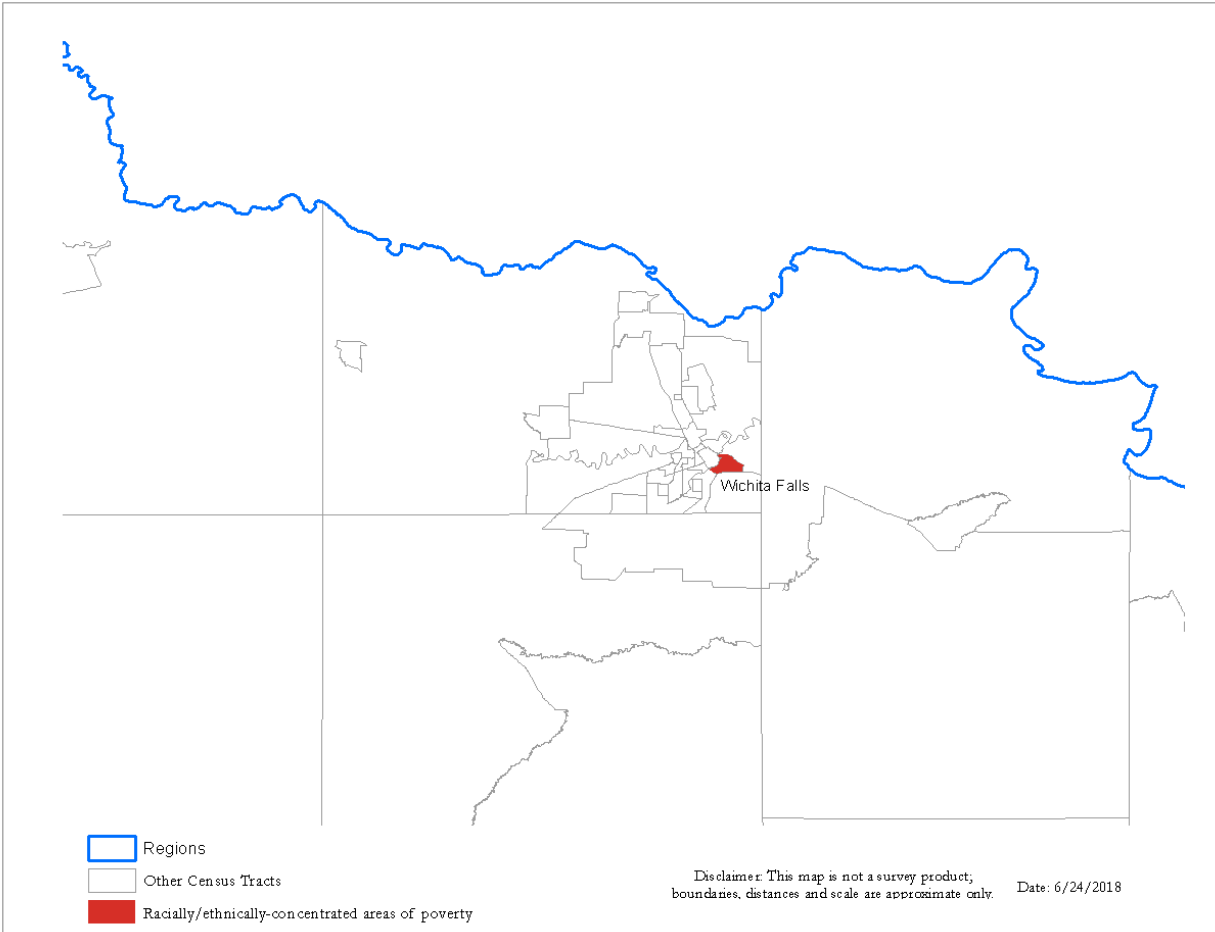 Wichita Falls
Regions
Other Census Tracts
Racially/ethnically-concentrated areas of poverty
Disclaimer: This map is not a survey product;
boundaries, distances and scale are approximate only.
Date: 6/24/2018